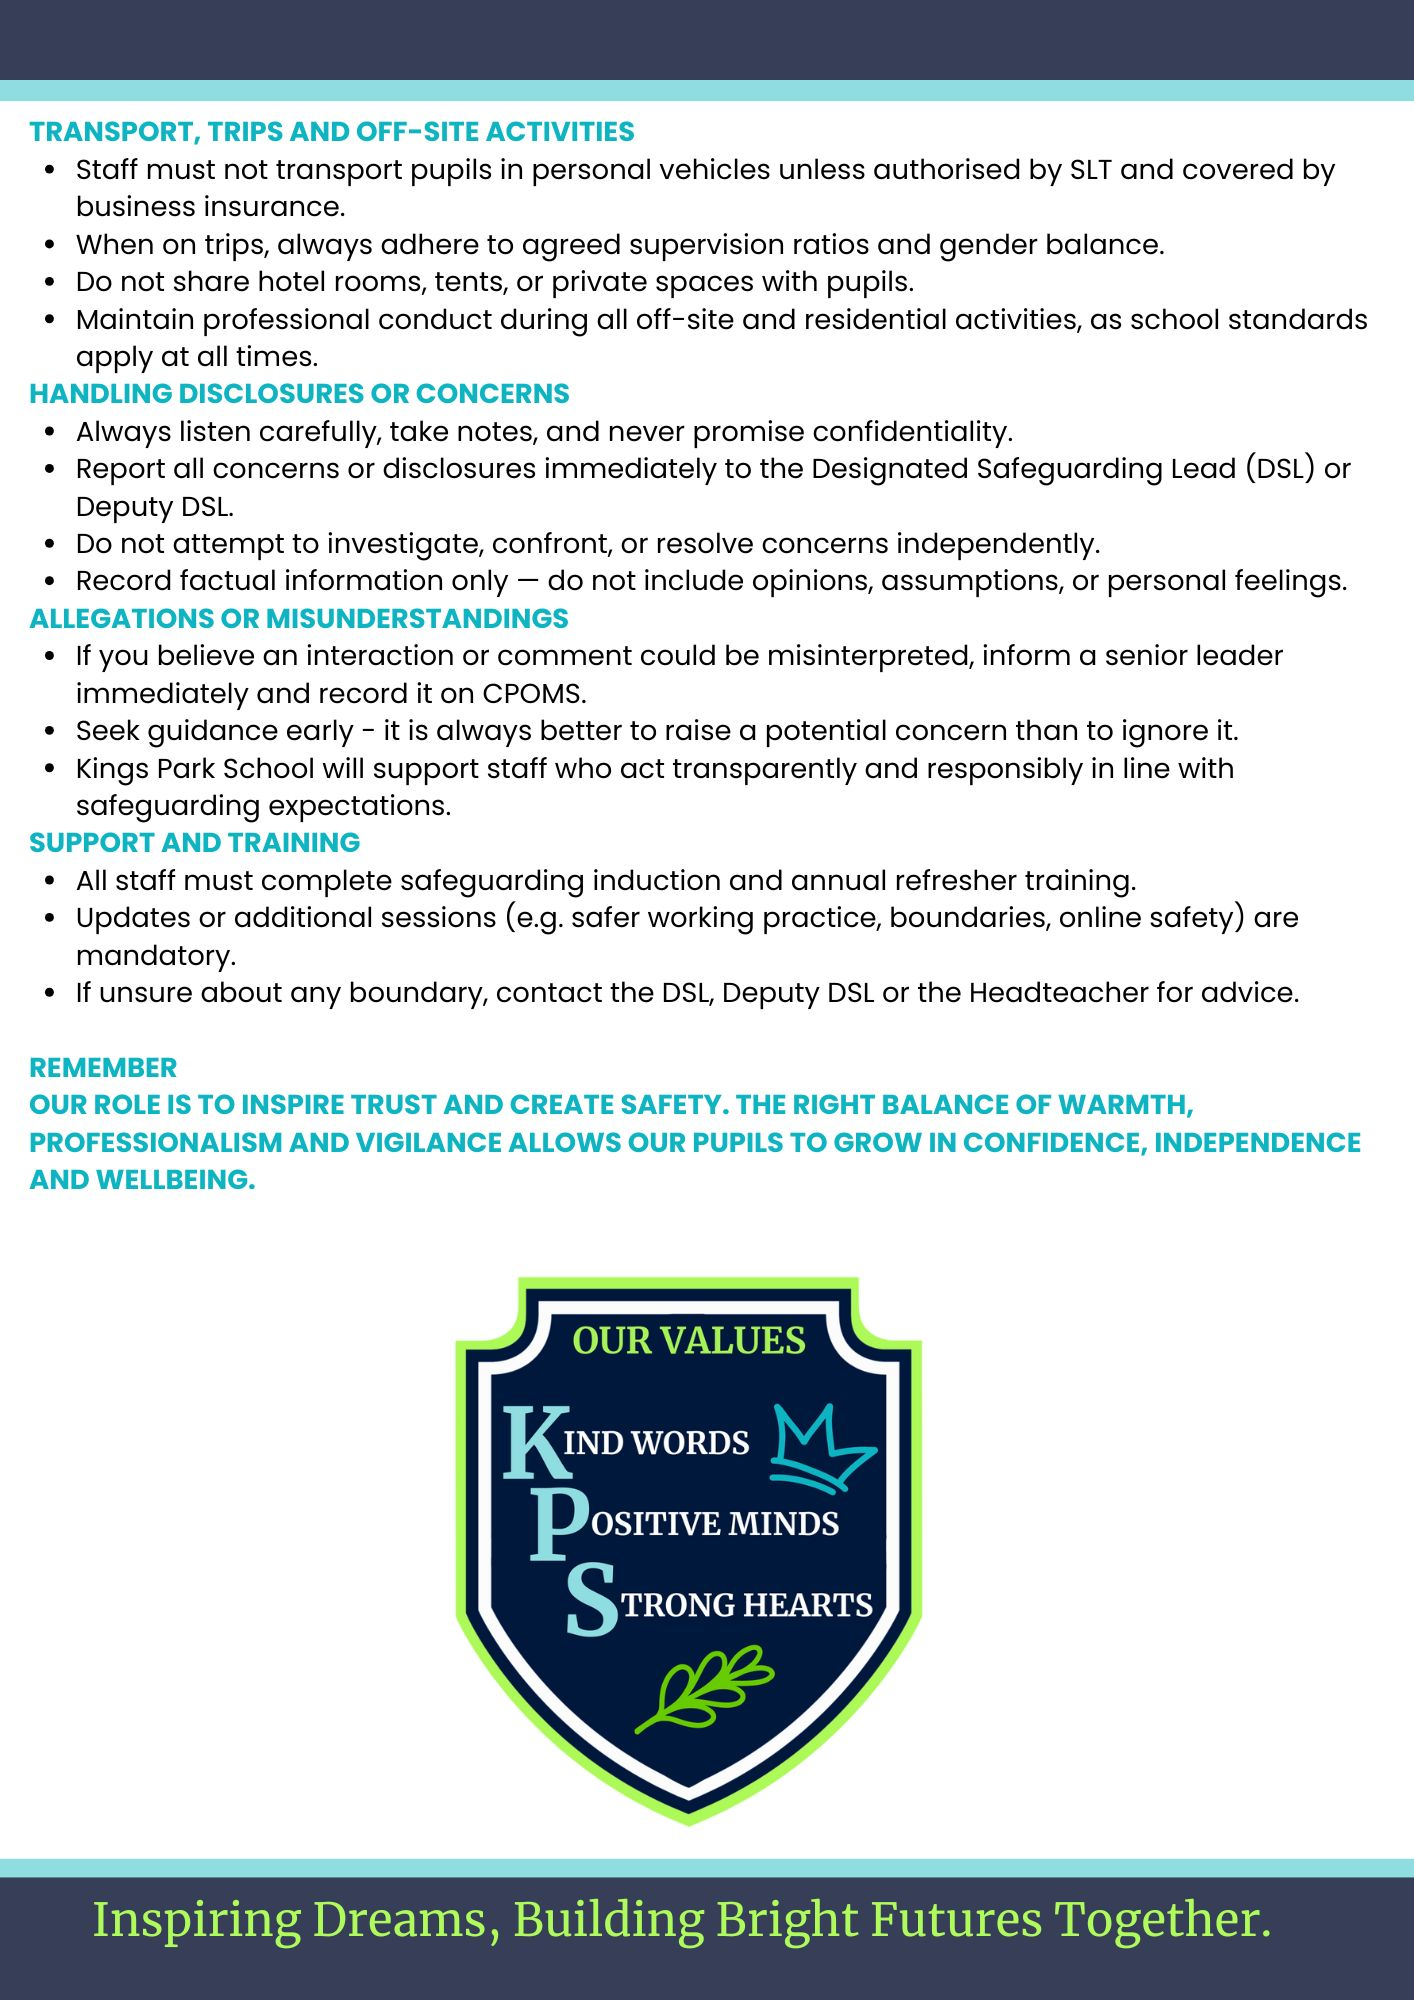 TRANSPORT, TRIPS AND OFF-SITE ACTIVITIES
• Staff must not transport pupils in personal vehicles unless authorised by SLT and covered by
business insurance.
• When on trips, always adhere to agreed supervision ratios and gender balance.
• Do not share hotel rooms, tents, or private spaces with pupils.
• Maintain professional conduct during all off-site and residential activities, as school standards
apply at all times.
HANDLING DISCLOSURES OR CONCERNS
• Always listen carefully, take notes, and never promise confidentiality.
• Report all concerns or disclosures immediately to the Designated Safeguarding Lead (DSL) or
Deputy DSL.
• Do not attempt to investigate, confront, or resolve concerns independently.
• Record factual information only — do not include opinions, assumptions, or personal feelings.
ALLEGATIONS OR MISUNDERSTANDINGS
• If you believe an interaction or comment could be misinterpreted, inform a senior leader
immediately and record it on CPOMS.
• Seek guidance early - it is always better to raise a potential concern than to ignore it.
• Kings Park School will support staff who act transparently and responsibly in line with
safeguarding expectations.
SUPPORT AND TRAINING
• All staff must complete safeguarding induction and annual refresher training.
• Updates or additional sessions (e.g. safer working practice, boundaries, online safety) are
mandatory.
• If unsure about any boundary, contact the DSL, Deputy DSL or the Headteacher for advice.
REMEMBER
OUR ROLE IS TO INSPIRE TRUST AND CREATE SAFETY. THE RIGHT BALANCE OF WARMTH,
PROFESSIONALISM AND VIGILANCE ALLOWS OUR PUPILS TO GROW IN CONFIDENCE, INDEPENDENCE
AND WELLBEING.
OUR VALUES
KIND WORDS
POSITIVE MINDS
STRONG HEARTS
Inspiring Dreams, Building Bright Futures Together.